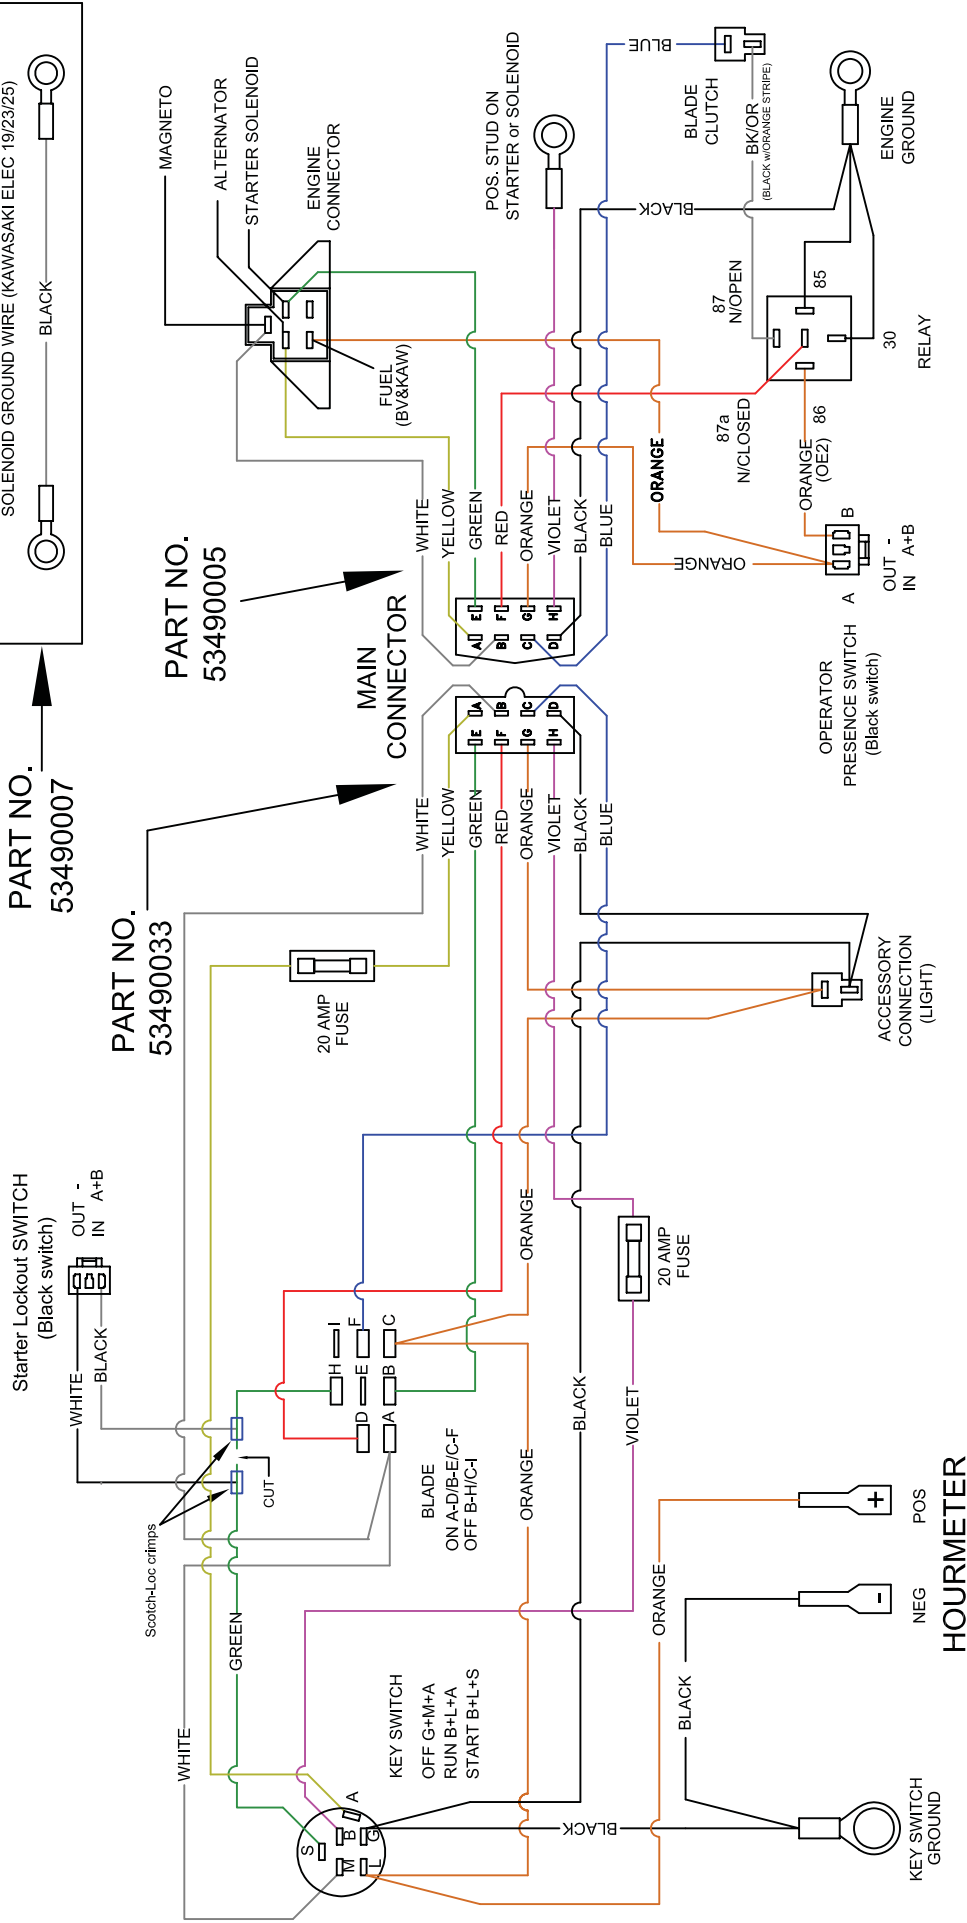 SOLENOID GROUND WIRE (KAWASAKI ELEC 19/23/25)
BLACK
PART NO.
53490007
MAGNETO
ALTERNATOR
STARTER SOLENOID
ENGINE
CONNECTOR
FUEL
(BV&KAW)
PART NO.
53490005
MAIN
CONNECTOR
PART NO.
53490033
POS. STUD ON
STARTER or SOLENOID
BLUE
BLADE
CLUTCH
BK/OR
(BLACK w/ORANGE STRIPE)
BLACK
ENGINE
GROUND
87
N/OPEN
85
30
RELAY
87a
N/CLOSED
86
ORANGE
(OE2)
ORANGE
ORANGE
A
B
OUT -
IN A+B
OPERATOR
PRESENCE SWITCH
(Black switch)
WHITE
YELLOW
GREEN
RED
ORANGE
VIOLET
BLACK
BLUE
A
B
C
D
E
F
G
H
A
B
C
D
E
F
G
H
WHITE
YELLOW
GREEN
RED
ORANGE
VIOLET
BLACK
BLUE
20 AMP
FUSE
ACCESSORY
CONNECTION
(LIGHT)
Starter Lockout SWITCH
(Black switch)
OUT -
IN A+B
WHITE
BLACK
Scotch-Loc crimps
CUT
I
F
C
H
E
B
D
A
BLADE
ON A-D/B-E/C-F
OFF B-H/C-I
ORANGE
20 AMP
FUSE
VIOLET
BLACK
ORANGE
GREEN
WHITE
KEY SWITCH
OFF G+M+A
RUN B+L+A
START B+L+S
S
M
L
B
G
A
BLACK
BLACK
ORANGE
KEY SWITCH
GROUND
NEG
-
POS
+
HOURMETER